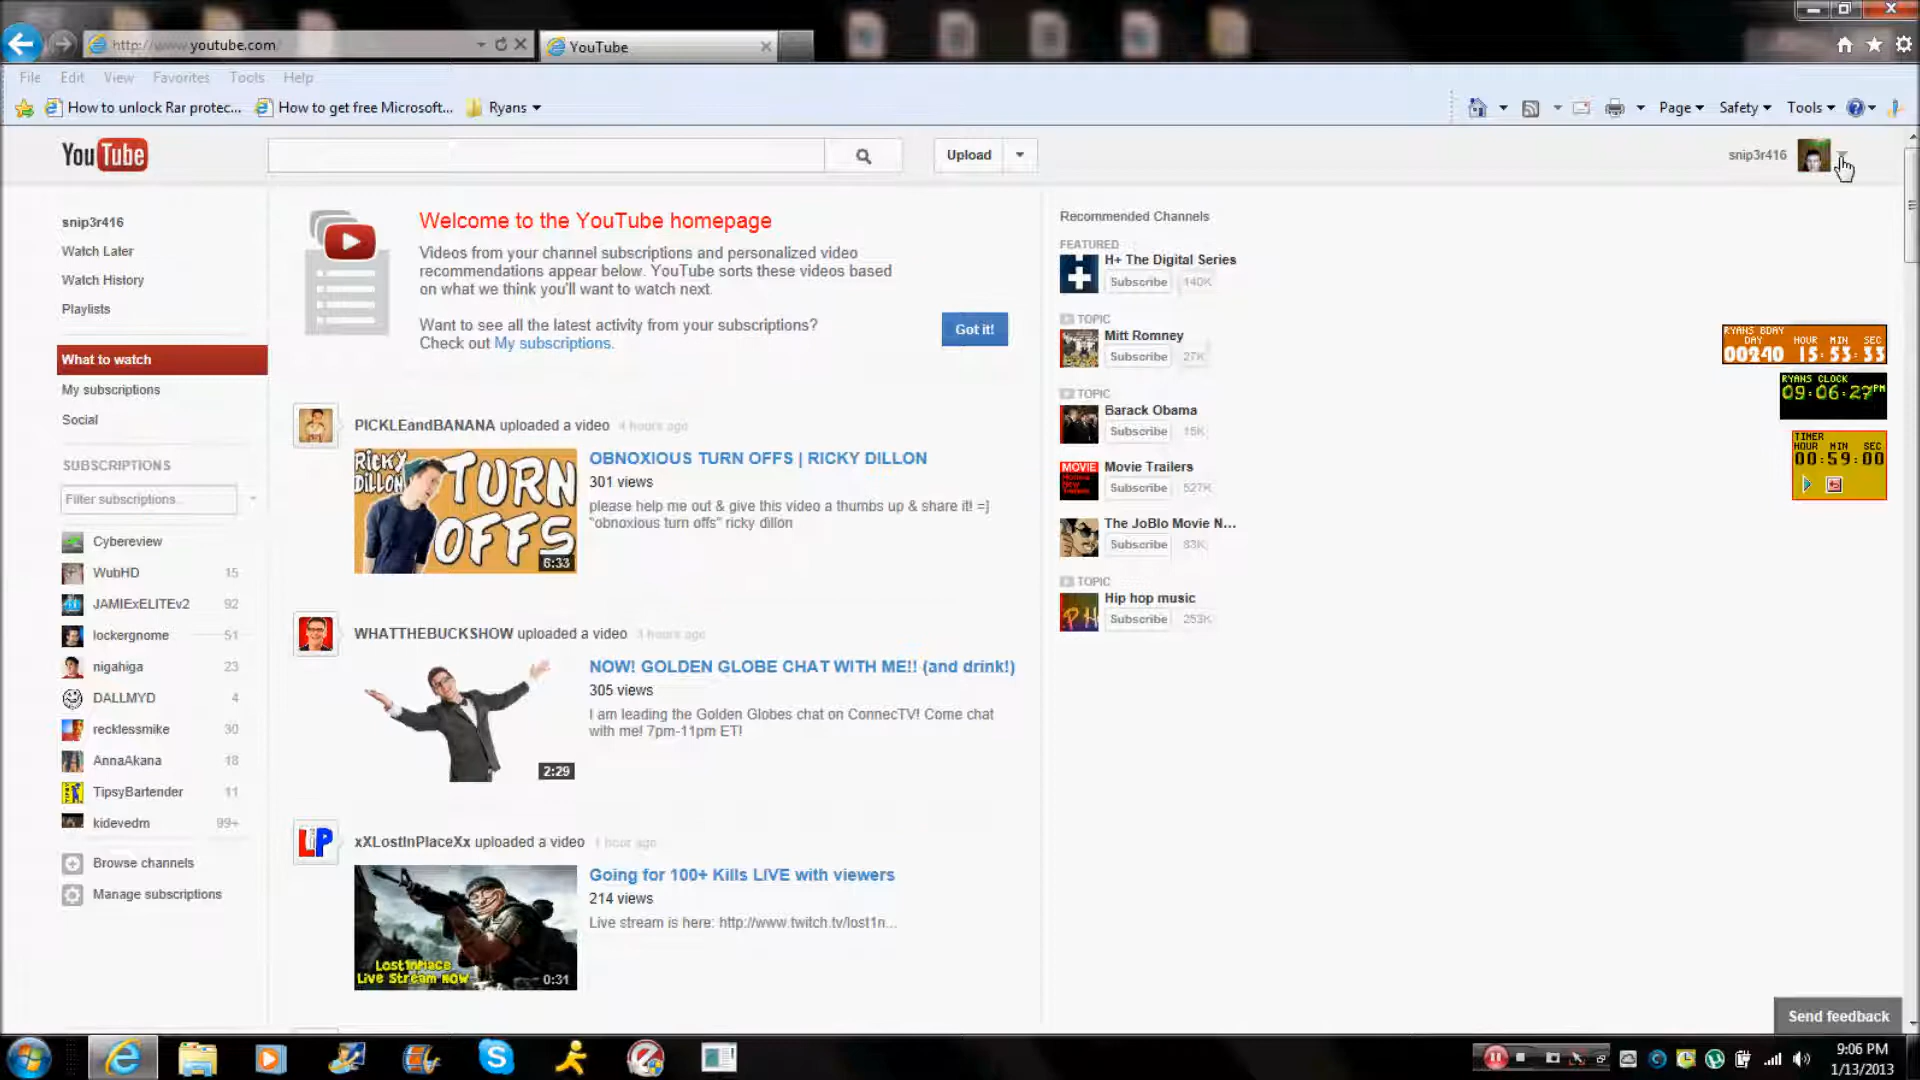 http://www.youtube.com/
YouTube
File Edit View Favorites Tools Help
How to unlock Rar protec...
How to get free Microsoft...
Ryans
Page Safety Tools
YouTube
Upload
snip3r416
snip3r416
Watch Later
Watch History
Playlists
What to watch
My subscriptions
Social
SUBSCRIPTIONS
Filter subscriptions...
Cybereview
WubHD 15
JAMIExELITEv2 92
lockergnome 51
nigahiga 23
DALLMYD 4
recklessmike 30
AnnaAkana 18
TipsyBartender 11
kidevedm 99+
Browse channels
Manage subscriptions
Welcome to the YouTube homepage
Videos from your channel subscriptions and personalized video
recommendations appear below. YouTube sorts these videos based
on what we think you'll want to watch next.
Want to see all the latest activity from your subscriptions?
Check out My subscriptions.
Got it!
PICKLEandBANANA uploaded a video 4 hours ago
RICKY DILLON
TURN OFFS
6:33
OBNOXIOUS TURN OFFS | RICKY DILLON
301 views
please help me out & give this video a thumbs up & share it! =]
"obnoxious turn offs" ricky dillon
WHATTHEBUCKSHOW uploaded a video 3 hours ago
2:29
NOW! GOLDEN GLOBE CHAT WITH ME!! (and drink!)
305 views
I am leading the Golden Globes chat on ConnecTV! Come chat
with me! 7pm-11pm ET!
xXLostInPlaceXx uploaded a video 1 hour ago
LostInPlace
Live Stream NOW
0:31
Going for 100+ Kills LIVE with viewers
214 views
Live stream is here: http://www.twitch.tv/lost1n...
Recommended Channels
FEATURED
H+ The Digital Series
Subscribe 140K
TOPIC
Mitt Romney
Subscribe 27K
TOPIC
Barack Obama
Subscribe 15K
MOVIE
Movie Trailers
Subscribe 527K
The JoBlo Movie N...
Subscribe 83K
TOPIC
Hip hop music
Subscribe 253K
RYANS BDAY
DAY HOUR MIN SEC
00240 15:53:33
RYANS CLOCK
09:06:27PM
TIMER
HOUR MIN SEC
00:59:00
Send feedback
9:06 PM
1/13/2013